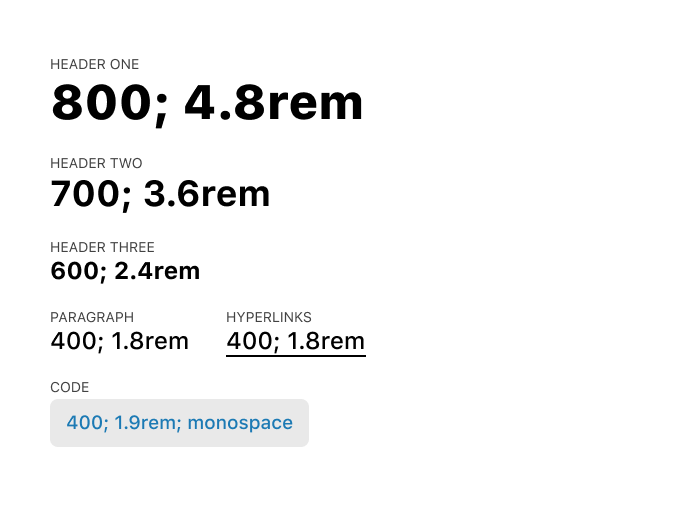 HEADER ONE
800; 4.8rem
HEADER TWO
700; 3.6rem
HEADER THREE
600; 2.4rem
PARAGRAPH
400; 1.8rem
HYPERLINKS
400; 1.8rem
CODE
400; 1.9rem; monospace